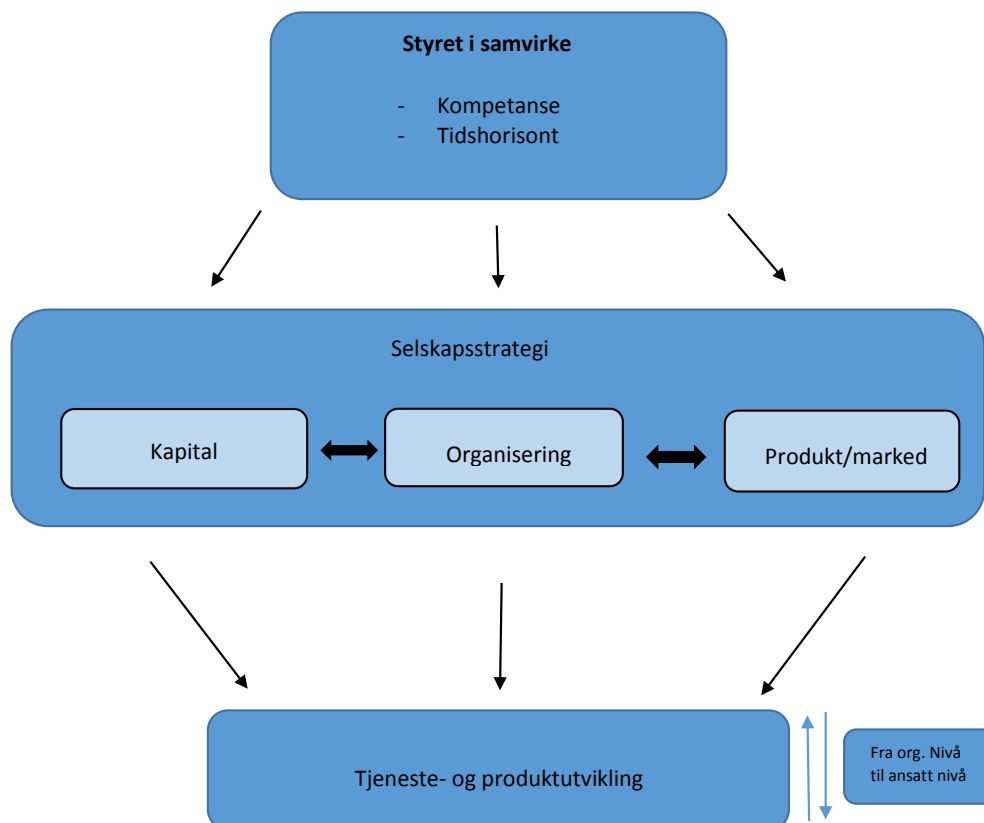 Styret i samvirke
- Kompetanse
- Tidshorisont
Selskapsstrategi
Kapital
Organisering
Produkt/marked
Tjeneste- og produktutvikling
Fra org. Nivå
til ansatt nivå